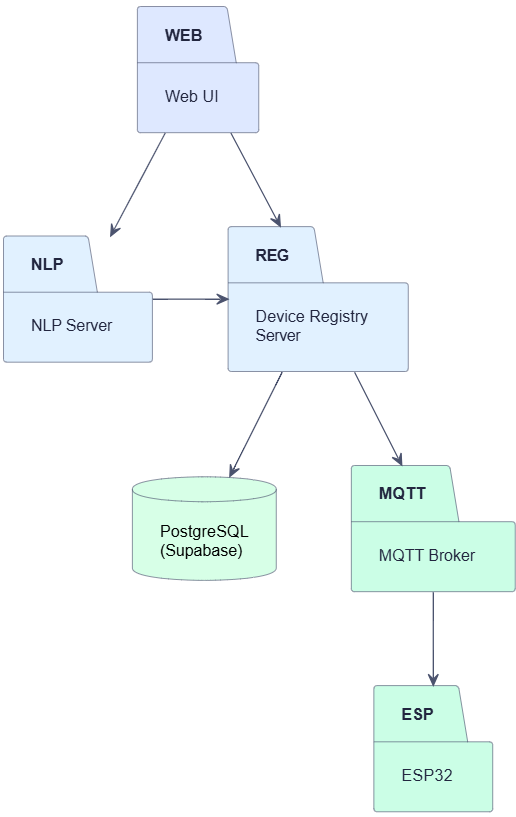 WEB
Web UI
NLP
NLP Server
REG
Device Registry
Server
PostgreSQL
(Supabase)
MQTT
MQTT Broker
ESP
ESP32